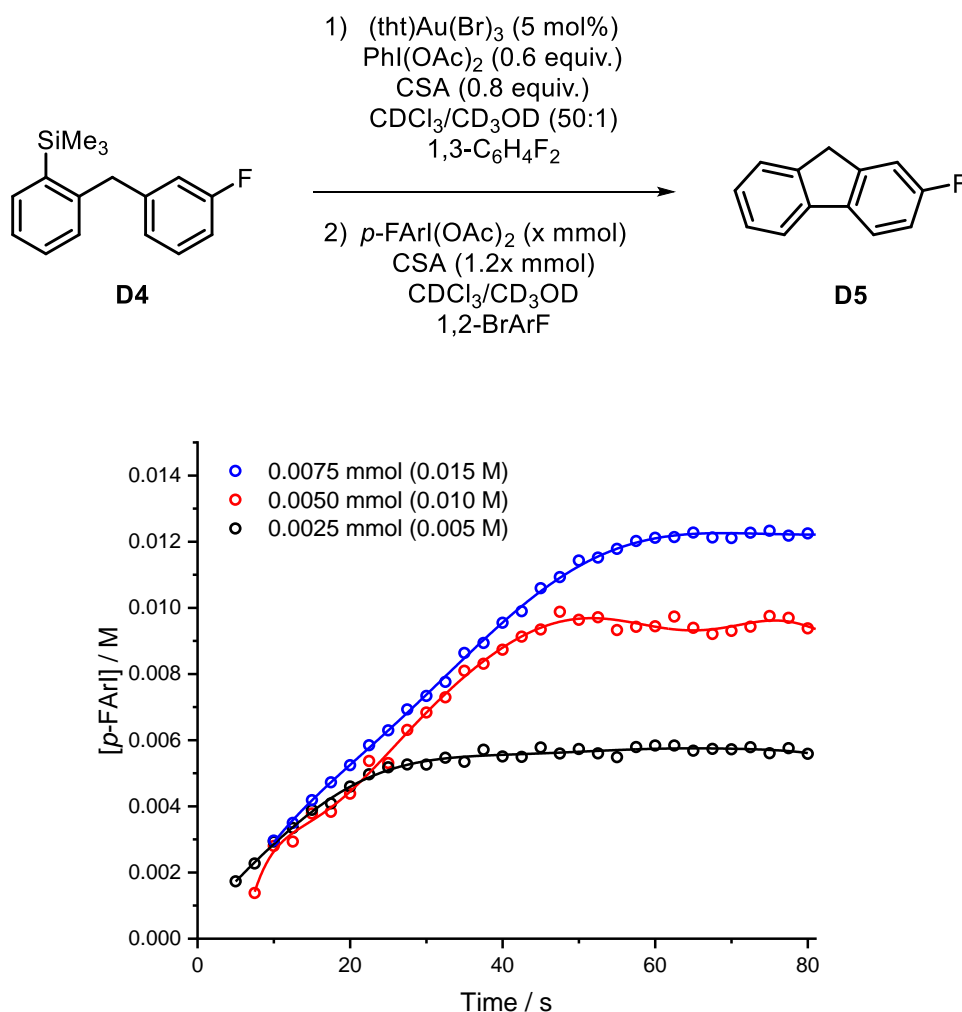 1) (tht)Au(Br)3 (5 mol%)
PhI(OAc)2 (0.6 equiv.)
CSA (0.8 equiv.)
CDCl3/CD3OD (50:1)
1,3-C6H4F2
SiMe3
F
F
2) p-FArI(OAc)2 (x mmol)
CSA (1.2x mmol)
CDCl3/CD3OD
1,2-BrArF
D4
D5
0.0075 mmol (0.015 M)
0.0050 mmol (0.010 M)
0.0025 mmol (0.005 M)
[p-FArI] / M
0.014
0.012
0.010
0.008
0.006
0.004
0.002
0.000
0 20 40 60 80
Time / s